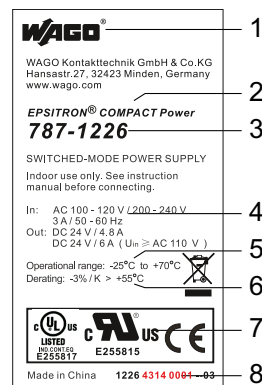 WAGO®
1
WAGO Kontakttechnik GmbH & Co.KG
Hansastr.27, 32423 Minden, Germany
www.wago.com
2
EPSITRON® COMPACT Power
787-1226
3
SWITCHED-MODE POWER SUPPLY
Indoor use only. See instruction
manual before connecting.
In: AC 100 - 120 V / 200 - 240 V
4
3 A / 50 - 60 Hz
Out: DC 24 V / 4.8 A
DC 24 V / 6 A ( Uin ≥ AC 110 V )
5
Operational range: -25°C to +70°C
Derating: -3% / K > +55°C
6
c UL US
LISTED
IND.CONT.EQ
E255817
c UR US
E255815
CE
7
Made in China 1226 4314 0001 - -03
8